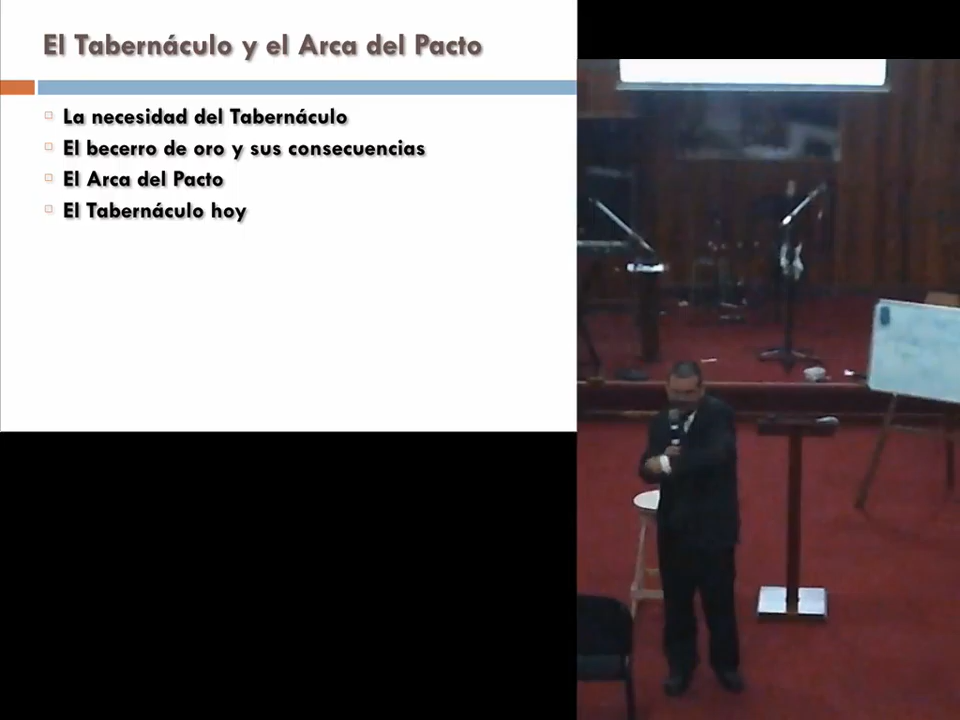 El Tabernáculo y el Arca del Pacto
La necesidad del Tabernáculo
El becerro de oro y sus consecuencias
El Arca del Pacto
El Tabernáculo hoy